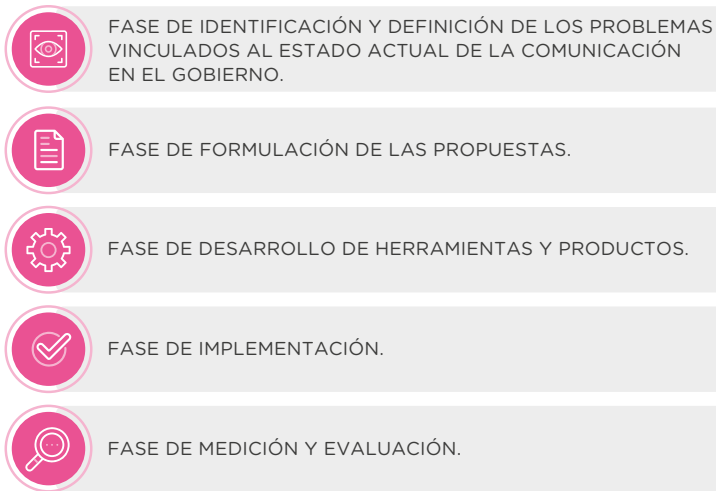 FASE DE IDENTIFICACIÓN Y DEFINICIÓN DE LOS PROBLEMAS
VINCULADOS AL ESTADO ACTUAL DE LA COMUNICACIÓN
EN EL GOBIERNO.
FASE DE FORMULACIÓN DE LAS PROPUESTAS.
FASE DE DESARROLLO DE HERRAMIENTAS Y PRODUCTOS.
FASE DE IMPLEMENTACIÓN.
FASE DE MEDICIÓN Y EVALUACIÓN.